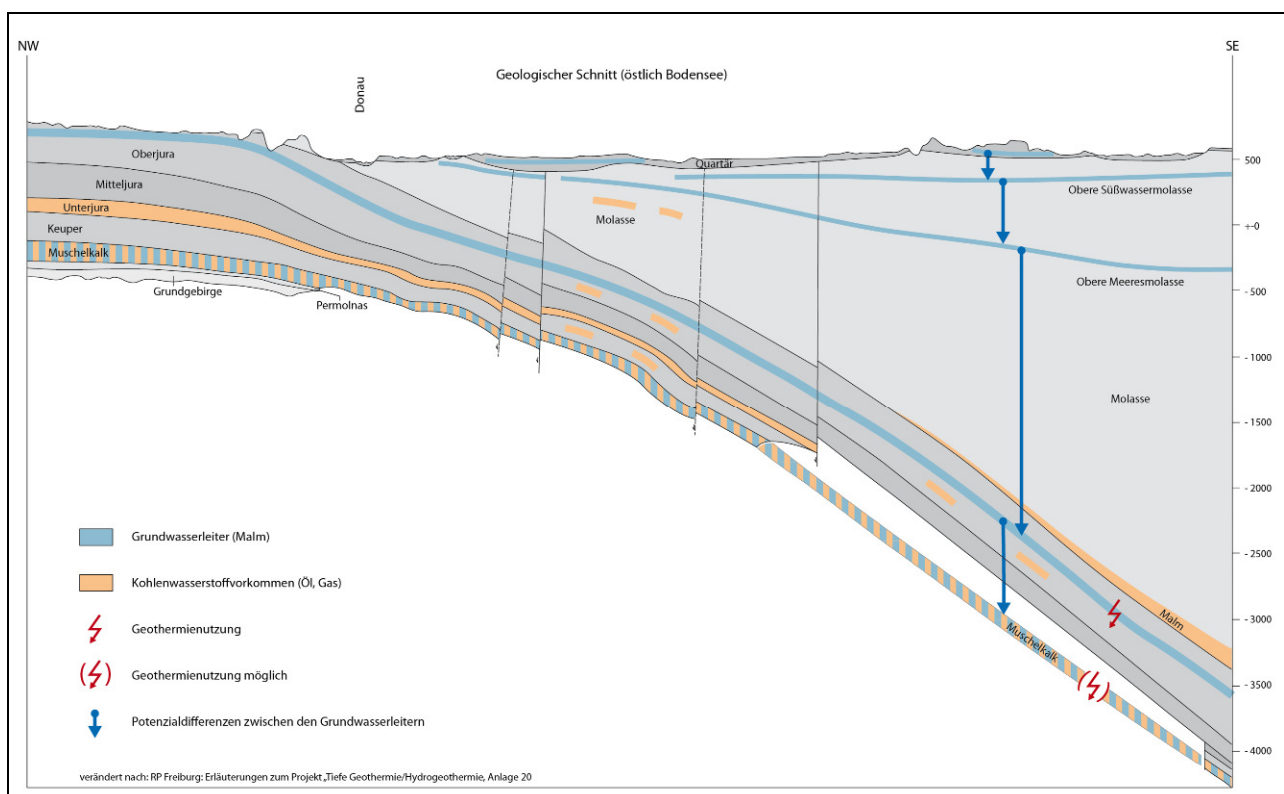 NW
SE
Geologischer Schnitt (östlich Bodensee)
Donau
Oberjura
Mitteljura
Unterjura
Keuper
Muschelkalk
Grundgebirge
Permolnas
Quartär
Molasse
Obere Süßwassermolasse
Obere Meeresmolasse
Molasse
Malm
Muschelkalk
500
+-0
- 500
- 1000
- 1500
- 2000
- 2500
- 3000
- 3500
- 4000
Grundwasserleiter (Malm)
Kohlenwasserstoffvorkommen (Öl, Gas)
Geothermienutzung
Geothermienutzung möglich
Potenzialdifferenzen zwischen den Grundwasserleitern
verändert nach: RP Freiburg: Erläuterungen zum Projekt „Tiefe Geothermie/Hydrogeothermie, Anlage 20